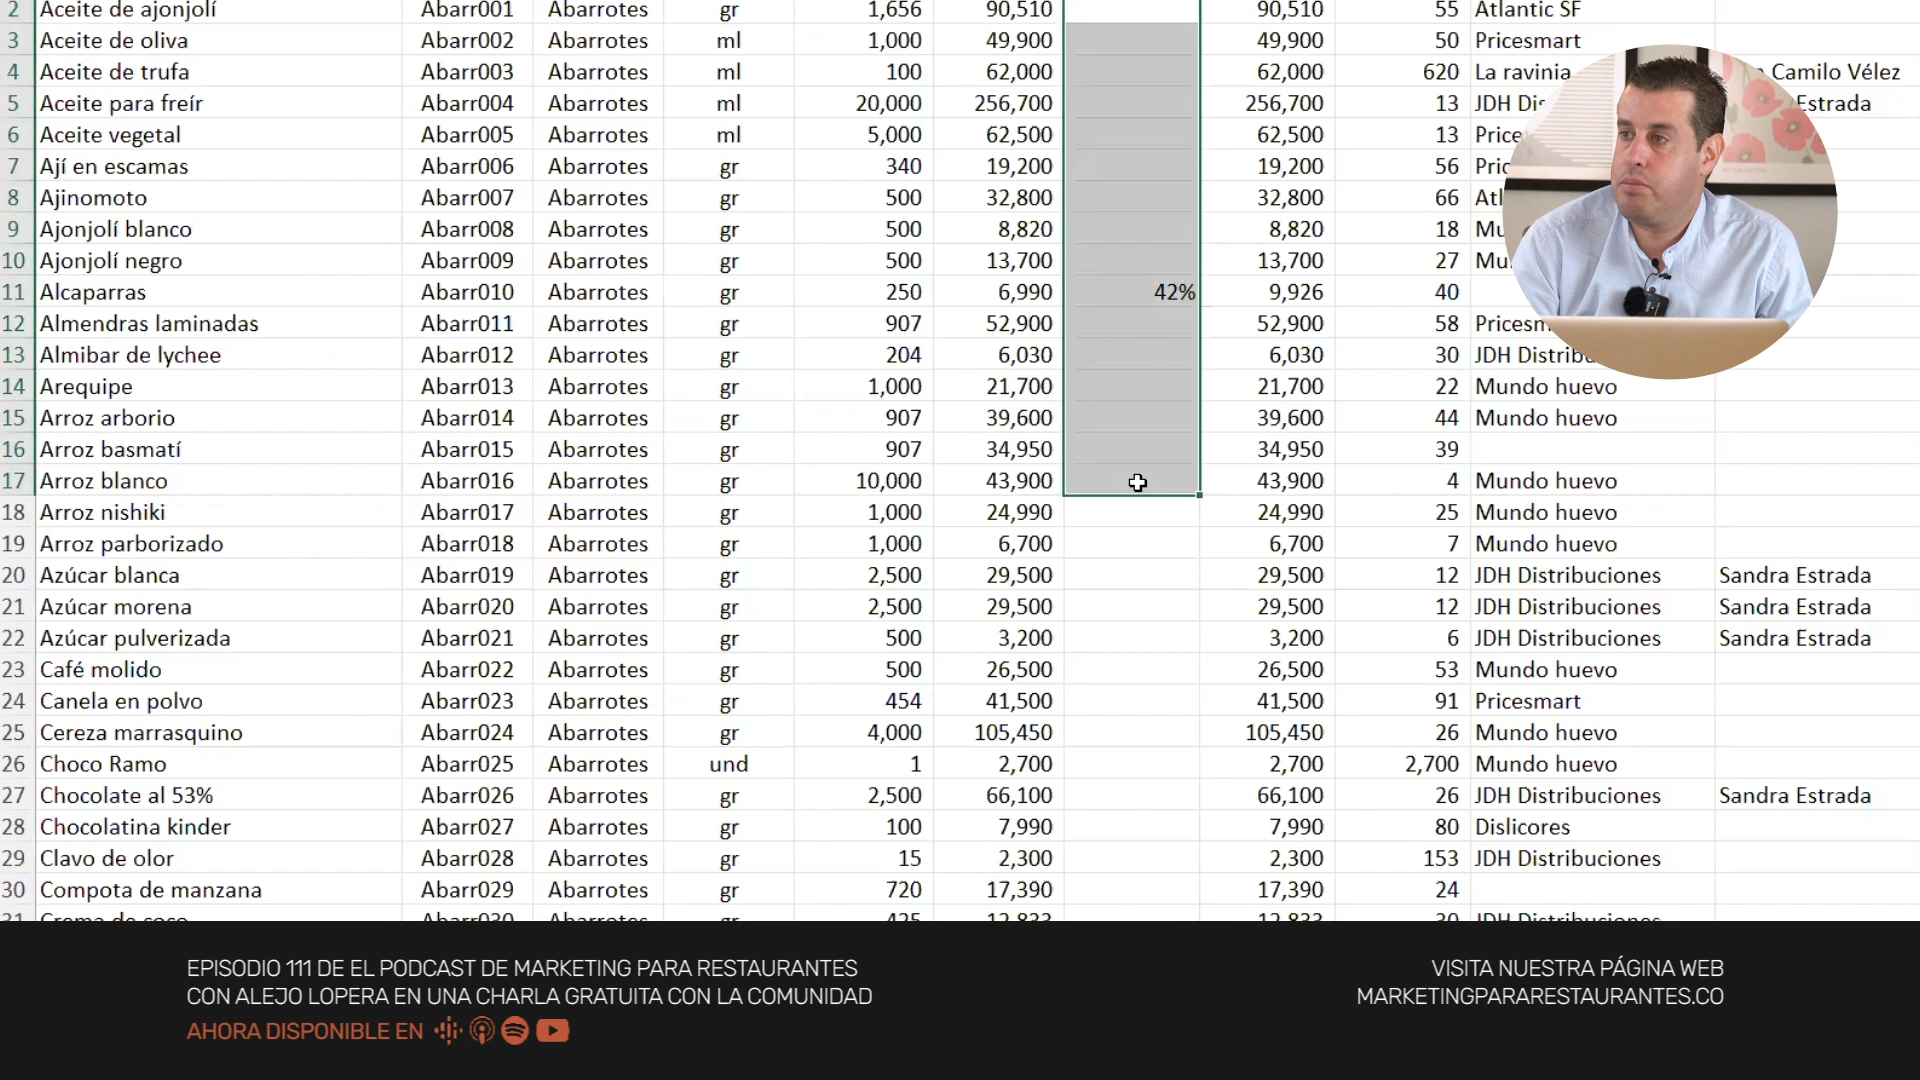 2 Aceite de ajonjolí Abarr001 Abarrotes gr 1,656 90,510 90,510 55 Atlantic SF
3 Aceite de oliva Abarr002 Abarrotes ml 1,000 49,900 49,900 50 Pricesmart
4 Aceite de trufa Abarr003 Abarrotes ml 100 62,000 62,000 620 La ravinia Camilo Vélez
5 Aceite para freír Abarr004 Abarrotes ml 20,000 256,700 256,700 13 JDH Estrada
6 Aceite vegetal Abarr005 Abarrotes ml 5,000 62,500 62,500 13
7 Ají en escamas Abarr006 Abarrotes gr 340 19,200 19,200 56
8 Ajinomoto Abarr007 Abarrotes gr 500 32,800 32,800 66
9 Ajonjolí blanco Abarr008 Abarrotes gr 500 8,820 8,820 18
10 Ajonjolí negro Abarr009 Abarrotes gr 500 13,700 13,700 27
11 Alcaparras Abarr010 Abarrotes gr 250 6,990 42% 9,926 40
12 Almendras laminadas Abarr011 Abarrotes gr 907 52,900 52,900 58
13 Almibar de lychee Abarr012 Abarrotes gr 204 6,030 6,030 30 JDH
14 Arequipe Abarr013 Abarrotes gr 1,000 21,700 21,700 22 Mundo huevo
15 Arroz arborio Abarr014 Abarrotes gr 907 39,600 39,600 44 Mundo huevo
16 Arroz basmatí Abarr015 Abarrotes gr 907 34,950 34,950 39
17 Arroz blanco Abarr016 Abarrotes gr 10,000 43,900 43,900 4 Mundo huevo
18 Arroz nishiki Abarr017 Abarrotes gr 1,000 24,990 24,990 25 Mundo huevo
19 Arroz parborizado Abarr018 Abarrotes gr 1,000 6,700 6,700 7 Mundo huevo
20 Azúcar blanca Abarr019 Abarrotes gr 2,500 29,500 29,500 12 JDH Distribuciones Sandra Estrada
21 Azúcar morena Abarr020 Abarrotes gr 2,500 29,500 29,500 12 JDH Distribuciones Sandra Estrada
22 Azúcar pulverizada Abarr021 Abarrotes gr 500 3,200 3,200 6 JDH Distribuciones Sandra Estrada
23 Café molido Abarr022 Abarrotes gr 500 26,500 26,500 53 Mundo huevo
24 Canela en polvo Abarr023 Abarrotes gr 454 41,500 41,500 91 Pricesmart
25 Cereza marrasquino Abarr024 Abarrotes gr 4,000 105,450 105,450 26 Mundo huevo
26 Choco Ramo Abarr025 Abarrotes und 1 2,700 2,700 2,700 Mundo huevo
27 Chocolate al 53% Abarr026 Abarrotes gr 2,500 66,100 66,100 26 JDH Distribuciones Sandra Estrada
28 Chocolatina kinder Abarr027 Abarrotes gr 100 7,990 7,990 80 Dislicores
29 Clavo de olor Abarr028 Abarrotes gr 15 2,300 2,300 153 JDH Distribuciones
30 Compota de manzana Abarr029 Abarrotes gr 720 17,390 17,390 24
EPISODIO 111 DE EL PODCAST DE MARKETING PARA RESTAURANTES
CON ALEJO LOPERA EN UNA CHARLA GRATUITA CON LA COMUNIDAD
AHORA DISPONIBLE EN
VISITA NUESTRA PÁGINA WEB
MARKETINGPARARESTAURANTES.CO